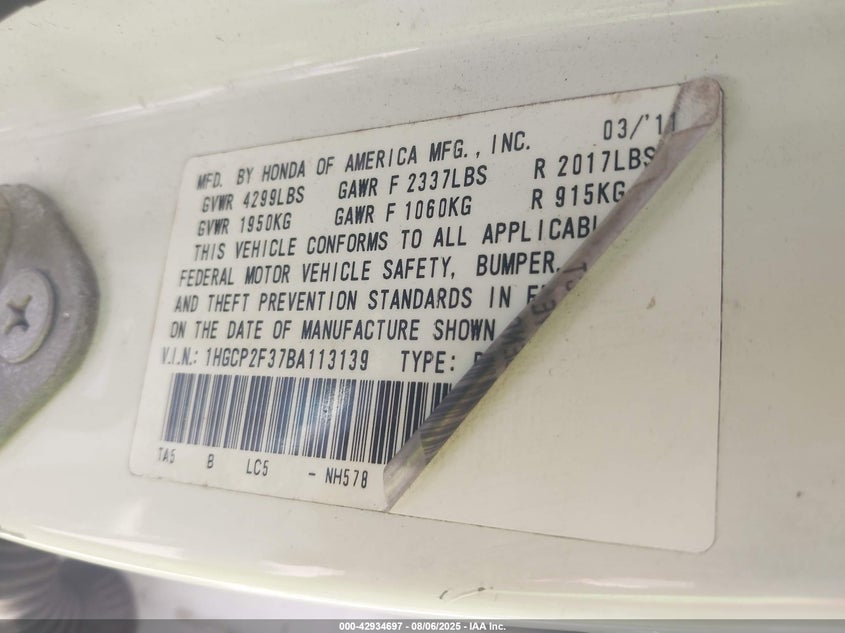 MFD. BY HONDA OF AMERICA MFG., INC. 03/'11
GVWR 4299LBS GAWR F 2337LBS R 2017LBS
GVWR 1950KG GAWR F 1060KG R 915KG
THIS VEHICLE CONFORMS TO ALL APPLICABL
FEDERAL MOTOR VEHICLE SAFETY, BUMPER,
AND THEFT PREVENTION STANDARDS IN
ON THE DATE OF MANUFACTURE SHOWN
V.I.N.: 1HGCP2F37BA113139 TYPE:
TA5 B LC5 - NH578
000-42934697 - 08/06/2025 - IAA Inc.